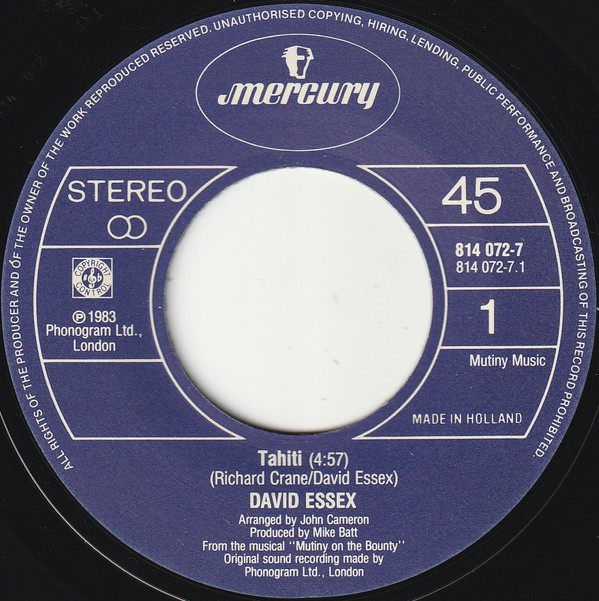 ALL RIGHTS OF THE PRODUCER AND OF THE OWNER OF THE WORK REPRODUCED RESERVED. UNAUTHORISED COPYING, HIRING, LENDING, PUBLIC PERFORMANCE AND BROADCASTING OF THIS RECORD PROHIBITED.
mercury
STEREO
45
814 072-7
814 072-7.1
COPYRIGHT
CONTROL
℗ 1983
Phonogram Ltd.,
London
1
Mutiny Music
MADE IN HOLLAND
Tahiti (4:57)
(Richard Crane/David Essex)
DAVID ESSEX
Arranged by John Cameron
Produced by Mike Batt
From the musical "Mutiny on the Bounty"
Original sound recording made by
Phonogram Ltd., London